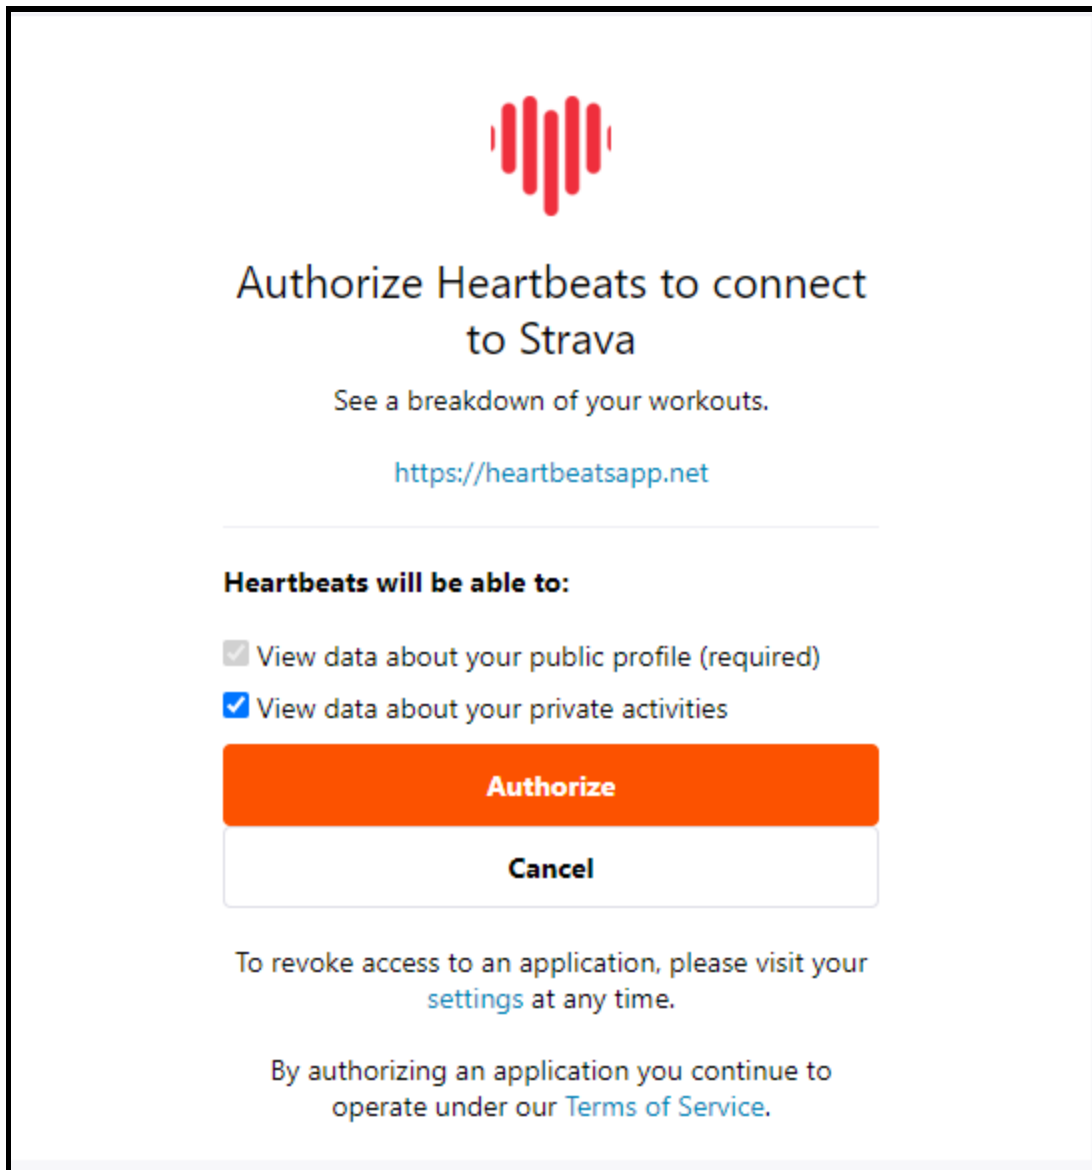 Authorize Heartbeats to connect
to Strava
See a breakdown of your workouts.
https://heartbeatsapp.net
Heartbeats will be able to:
View data about your public profile (required)
View data about your private activities
Authorize
Cancel
To revoke access to an application, please visit your
settings at any time.
By authorizing an application you continue to
operate under our Terms of Service.